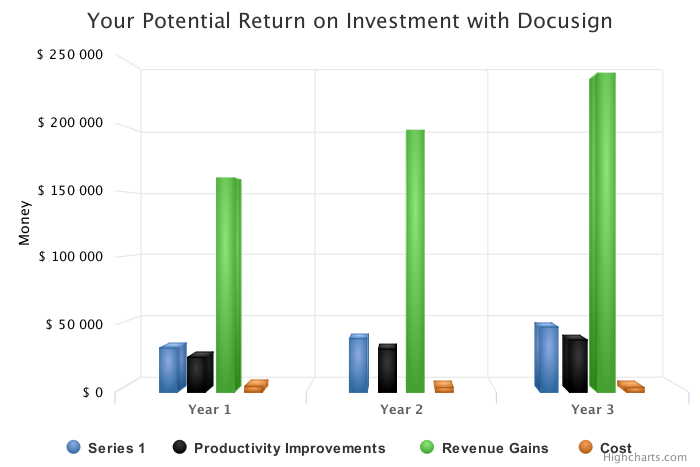 Your Potential Return on Investment with Docusign
$ 250 000
$ 200 000
$ 150 000
$ 100 000
$ 50 000
$ 0
Money
Year 1
Year 2
Year 3
Series 1
Productivity Improvements
Revenue Gains
Cost
Highcharts.com